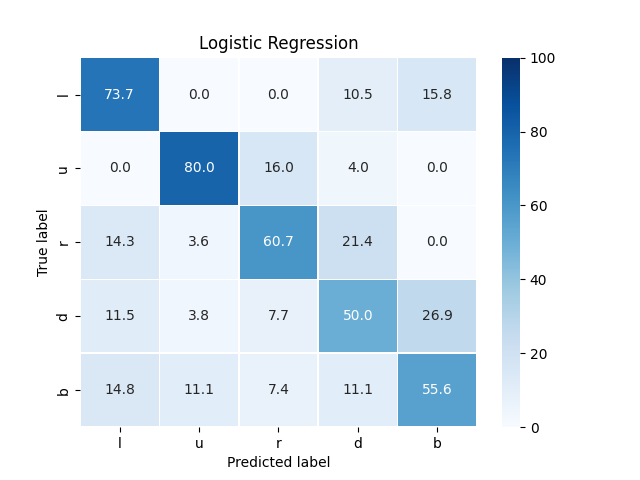 Logistic Regression
True label
l 73.7 0.0 0.0 10.5 15.8
u 0.0 80.0 16.0 4.0 0.0
r 14.3 3.6 60.7 21.4 0.0
d 11.5 3.8 7.7 50.0 26.9
b 14.8 11.1 7.4 11.1 55.6
l u r d b
Predicted label
100
80
60
40
20
0